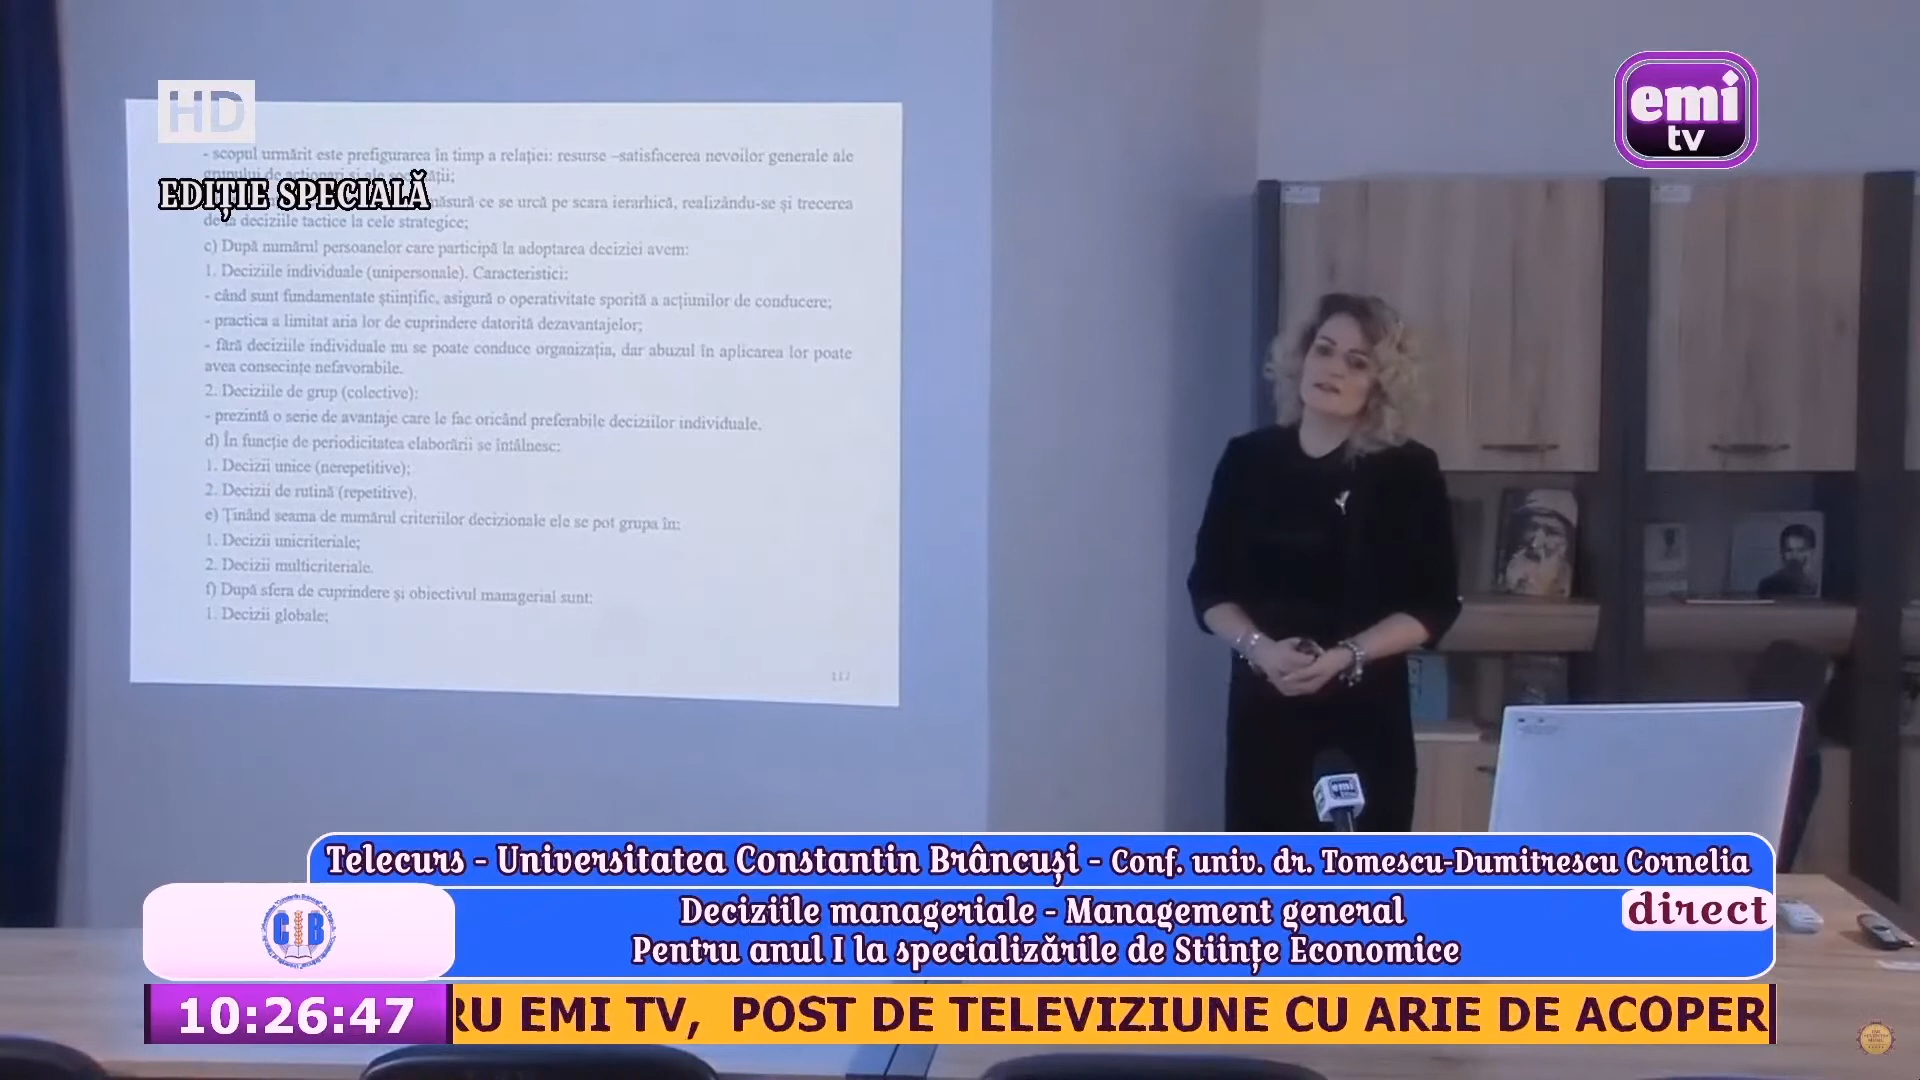 HD
emi
tv
- scopul urmărit este prefigurarea în timp a relației: resurse –satisfacerea nevoilor generale ale
EDIȚIE SPECIALĂ
ce se urcă pe scara ierarhică, realizându-se și trecerea
deciziile tactice la cele strategice;
c) După numărul persoanelor care participă la adoptarea deciziei avem:
1. Deciziile individuale (unipersonale). Caracteristici:
- când sunt fundamentate științific, asigură o operativitate sporită a acțiunilor de conducere;
- practica a limitat aria lor de cuprindere datorită dezavantajelor;
- fără deciziile individuale nu se poate conduce organizația, dar abuzul în aplicarea lor poate
avea consecințe nefavorabile.
2. Deciziile de grup (colective):
- prezintă o serie de avantaje care le fac oricând preferabile deciziilor individuale.
d) În funcție de periodicitatea elaborării se întâlnesc:
1. Decizii unice (nerepetitive);
2. Decizii de rutină (repetitive).
e) Ținând seama de numărul criteriilor decizionale ele se pot grupa în:
1. Decizii unicriteriale;
2. Decizii multicriteriale.
f) După sfera de cuprindere și obiectivul managerial sunt:
1. Decizii globale;
117
emi
Telecurs - Universitatea Constantin Brâncuși - Conf. univ. dr. Tomescu-Dumitrescu Cornelia
CIB
Deciziile manageriale - Management general
direct
Pentru anul I la specializările de Stiințe Economice
10:26:47
RU EMI TV, POST DE TELEVIZIUNE CU ARIE DE ACOPER